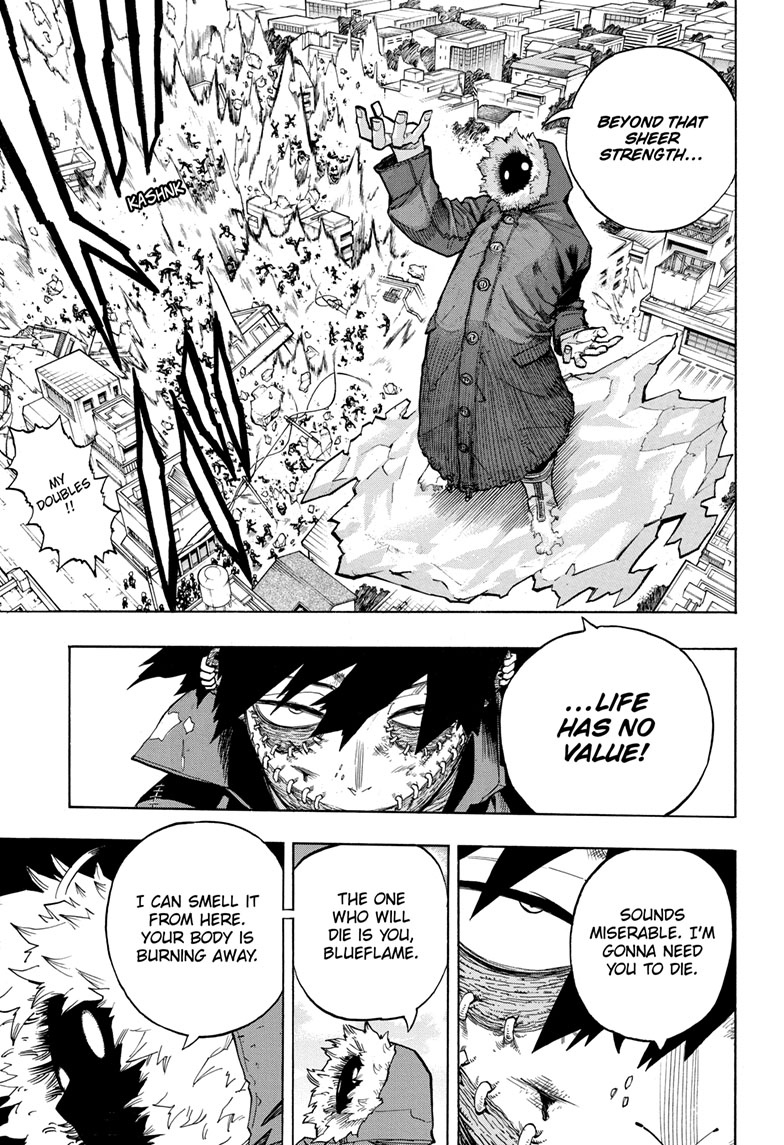 BEYOND THAT
SHEER
STRENGTH...
KASHNK
MY
DOUBLES
!!
...LIFE
HAS NO
VALUE!
SOUNDS
MISERABLE. I'M
GONNA NEED
YOU TO DIE.
THE ONE
WHO WILL
DIE IS YOU,
BLUEFLAME.
I CAN SMELL IT
FROM HERE.
YOUR BODY IS
BURNING AWAY.